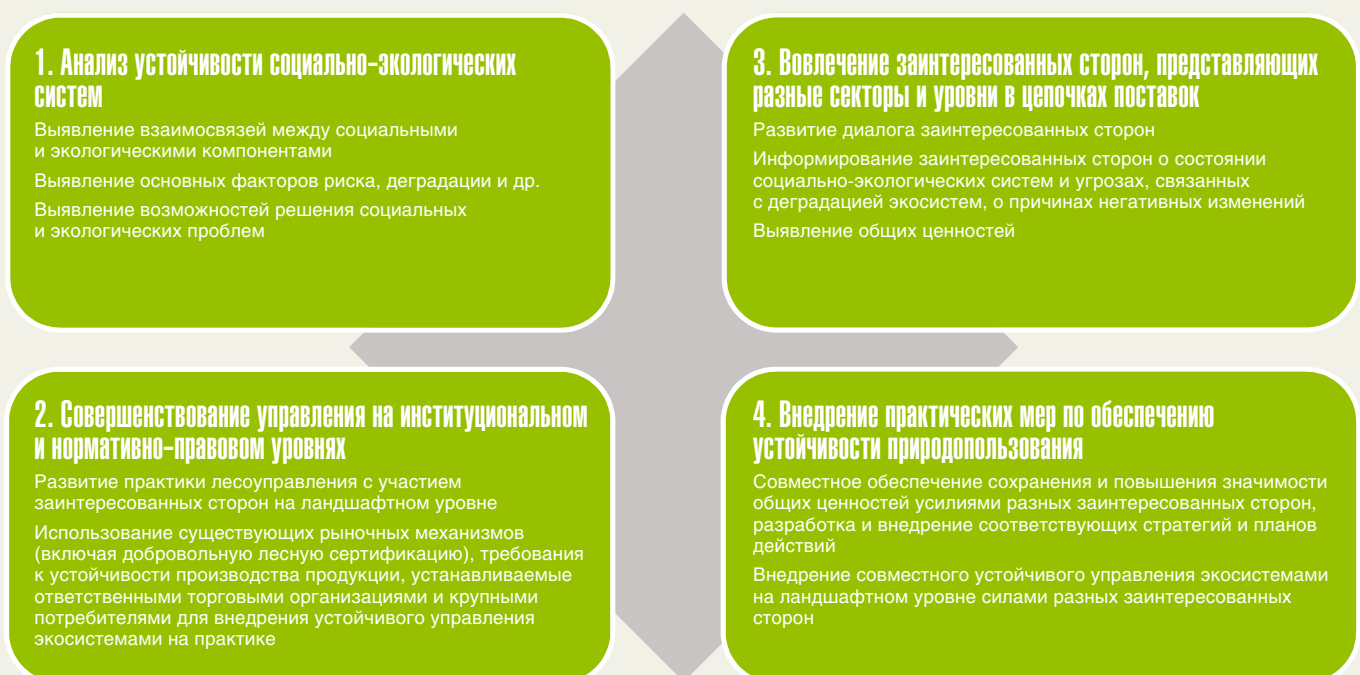 1. Анализ устойчивости социально-экологических
систем
Выявление взаимосвязей между социальными
и экологическими компонентами
Выявление основных факторов риска, деградации и др.
Выявление возможностей решения социальных
и экологических проблем
2. Совершенствование управления на институциональном
и нормативно-правовом уровнях
Развитие практики лесоуправления с участием
заинтересованных сторон на ландшафтном уровне
Использование существующих рыночных механизмов
(включая добровольную лесную сертификацию), требования
к устойчивости производства продукции, устанавливаемые
ответственными торговыми организациями и крупными
потребителями для внедрения устойчивого управления
экосистемами на практике
3. Вовлечение заинтересованных сторон, представляющих
разные секторы и уровни в цепочках поставок
Развитие диалога заинтересованных сторон
Информирование заинтересованных сторон о состоянии
социально-экологических систем и угрозах, связанных
с деградацией экосистем, о причинах негативных изменений
Выявление общих ценностей
4. Внедрение практических мер по обеспечению
устойчивости природопользования
Совместное обеспечение сохранения и повышения значимости
общих ценностей усилиями разных заинтересованных сторон,
разработка и внедрение соответствующих стратегий и планов
действий
Внедрение совместного устойчивого управления экосистемами
на ландшафтном уровне силами разных заинтересованных
сторон